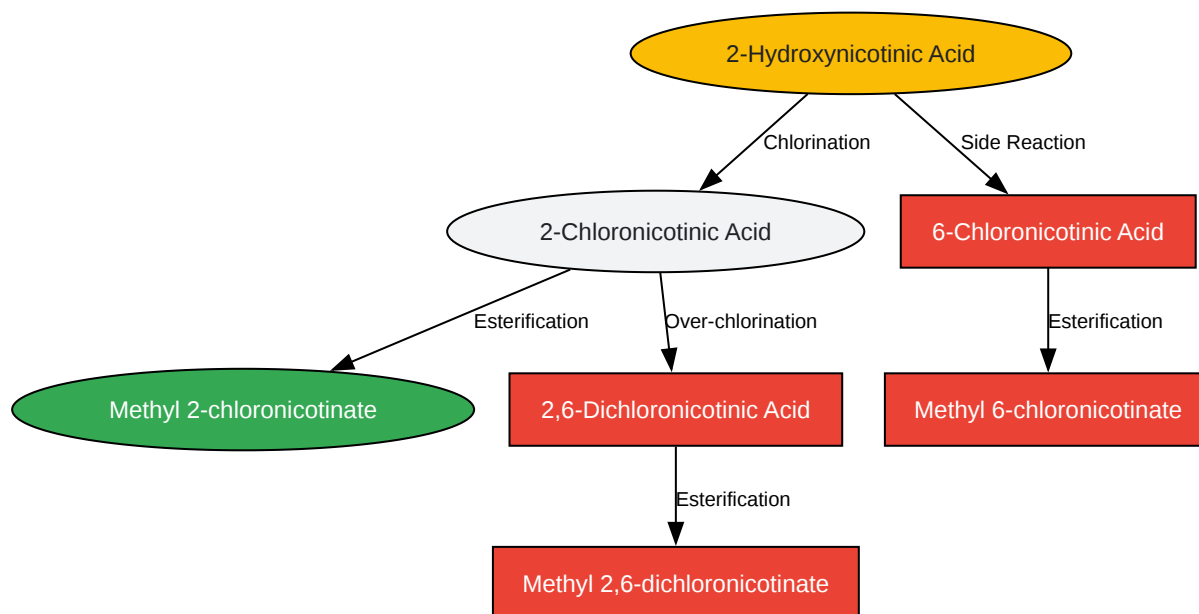 2-Hydroxynicotinic Acid
Chlorination
Side Reaction
2-Chloronicotinic Acid
6-Chloronicotinic Acid
Esterification
Over-chlorination
Esterification
Methyl 2-chloronicotinate
2,6-Dichloronicotinic Acid
Methyl 6-chloronicotinate
Esterification
Methyl 2,6-dichloronicotinate